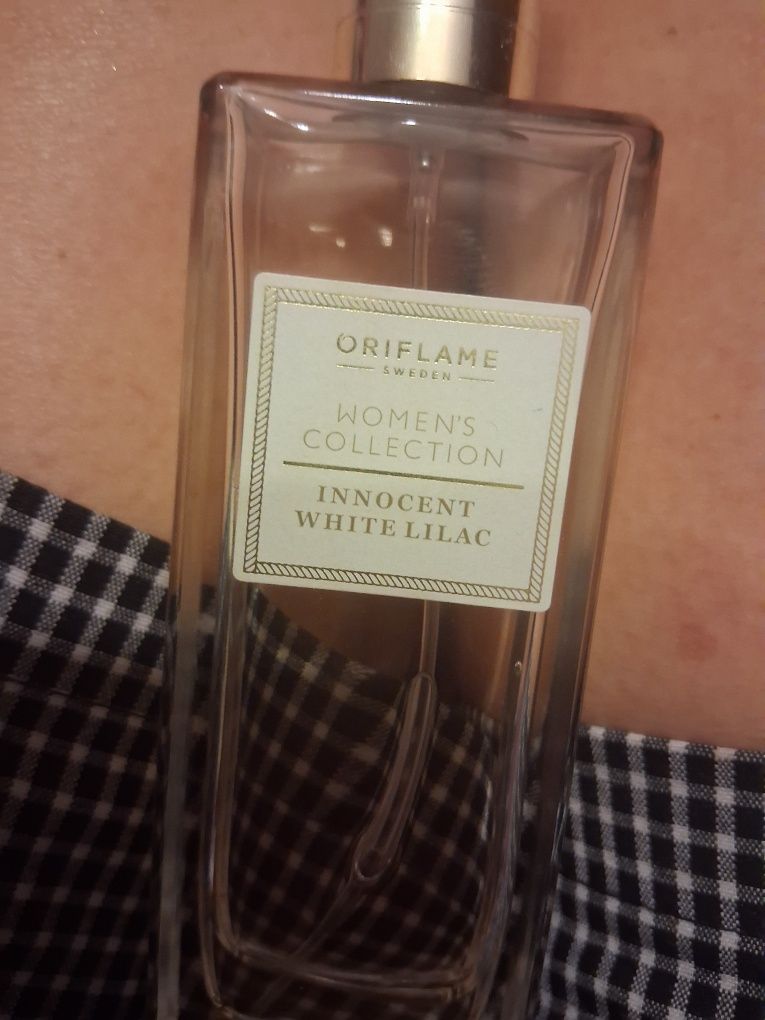 ORIFLAME
SWEDEN
WOMEN'S
COLLECTION
INNOCENT
WHITE LILAC